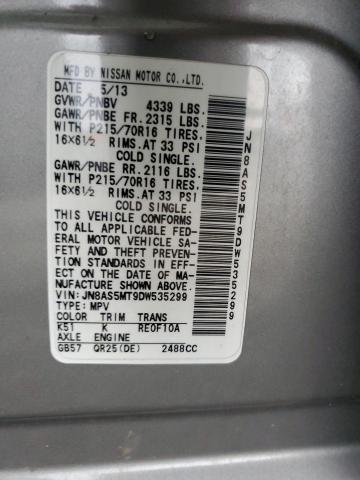 MFD BY NISSAN MOTOR CO.,LTD.
DATE 5/13
GVWR/PNBV 4339 LBS.
GAWR/PNBE FR. 2315 LBS.
WITH P215/70R16 TIRES.
16X6½ RIMS. AT 33 PSI
COLD SINGLE.
GAWR/PNBE RR. 2116 LBS.
WITH P215/70R16 TIRES.
16X6½ RIMS. AT 33 PSI
COLD SINGLE.
THIS VEHICLE CONFORMS
TO ALL APPLICABLE FED-
ERAL MOTOR VEHICLE SA-
FETY AND THEFT PREVEN-
TION STANDARDS IN EFF-
ECT ON THE DATE OF MA-
NUFACTURE SHOWN ABOVE.
VIN: JN8AS5MT9DW535299
TYPE: MPV
COLOR TRIM TRANS
K51 K RE0F10A
AXLE ENGINE
GB57 QR25(DE) 2488CC
JN8AS5MT9DW535299